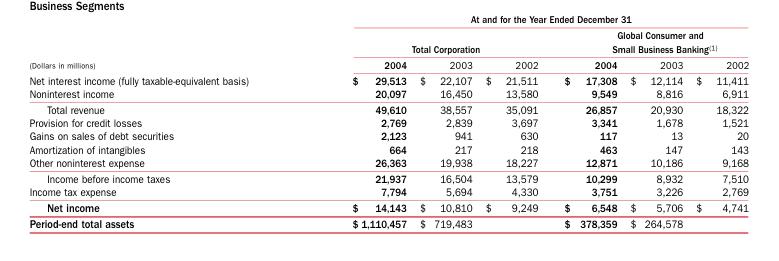 Business Segments
At and for the Year Ended December 31
Global Consumer and
Total Corporation Small Business Banking(1)
(Dollars in millions) 2004 2003 2002 2004 2003 2002
Net interest income (fully taxable-equivalent basis) $ 29,513 $ 22,107 $ 21,511 $ 17,308 $ 12,114 $ 11,411
Noninterest income 20,097 16,450 13,580 9,549 8,816 6,911
Total revenue 49,610 38,557 35,091 26,857 20,930 18,322
Provision for credit losses 2,769 2,839 3,697 3,341 1,678 1,521
Gains on sales of debt securities 2,123 941 630 117 13 20
Amortization of intangibles 664 217 218 463 147 143
Other noninterest expense 26,363 19,938 18,227 12,871 10,186 9,168
Income before income taxes 21,937 16,504 13,579 10,299 8,932 7,510
Income tax expense 7,794 5,694 4,330 3,751 3,226 2,769
Net income $ 14,143 $ 10,810 $ 9,249 $ 6,548 $ 5,706 $ 4,741
Period-end total assets $ 1,110,457 $ 719,483 $ 378,359 $ 264,578